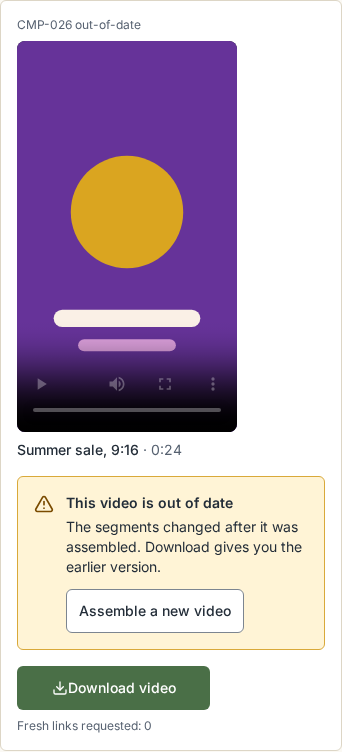 CMP-026 out-of-date
Summer sale, 9:16 · 0:24
This video is out of date
The segments changed after it was
assembled. Download gives you the
earlier version.
Assemble a new video
Download video
Fresh links requested: 0